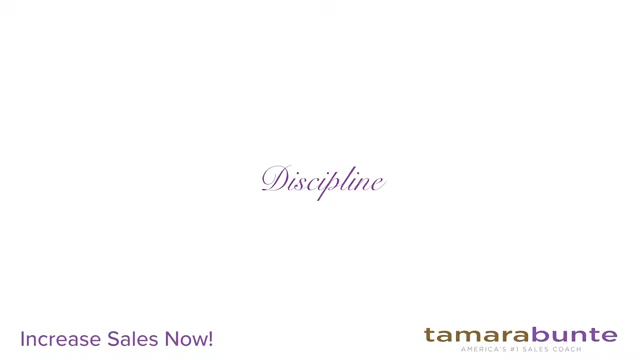 Discipline
Increase Sales Now!
tamarabunte
AMERICA'S #1 SALES COACH